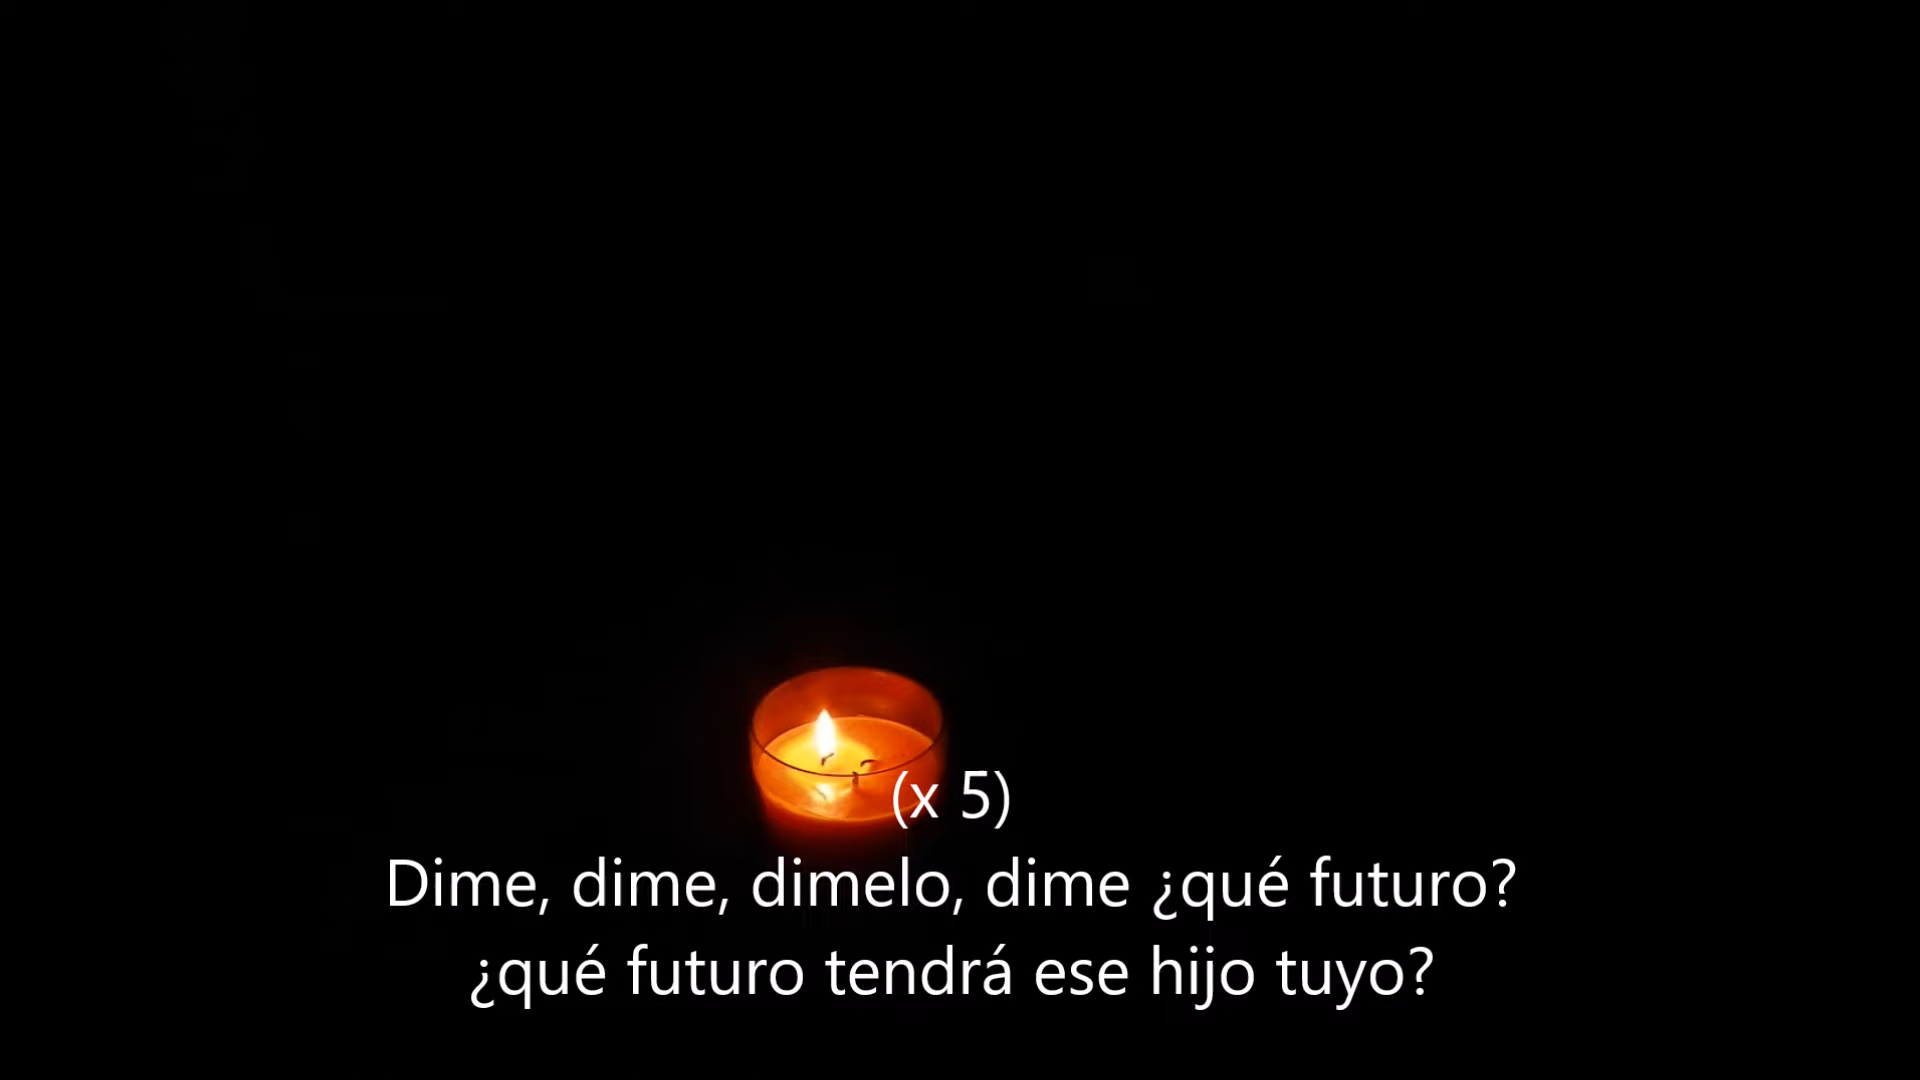 (x 5)
Dime, dime, dimelo, dime ¿qué futuro?
¿qué futuro tendrá ese hijo tuyo?